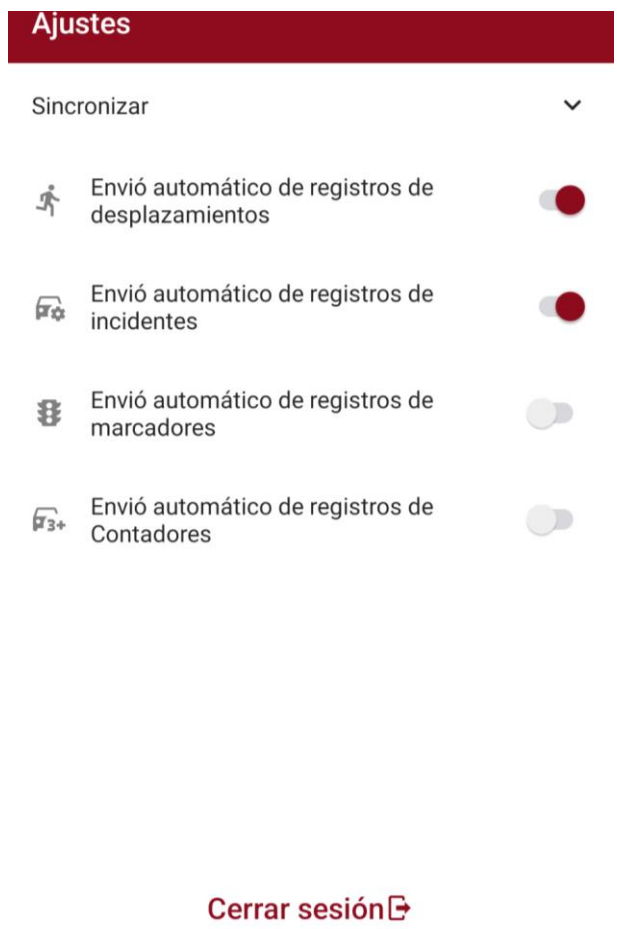 Ajustes
Sincronizar
Envió automático de registros de
desplazamientos
Envió automático de registros de
incidentes
Envió automático de registros de
marcadores
3+
Envió automático de registros de
Contadores
Cerrar sesión